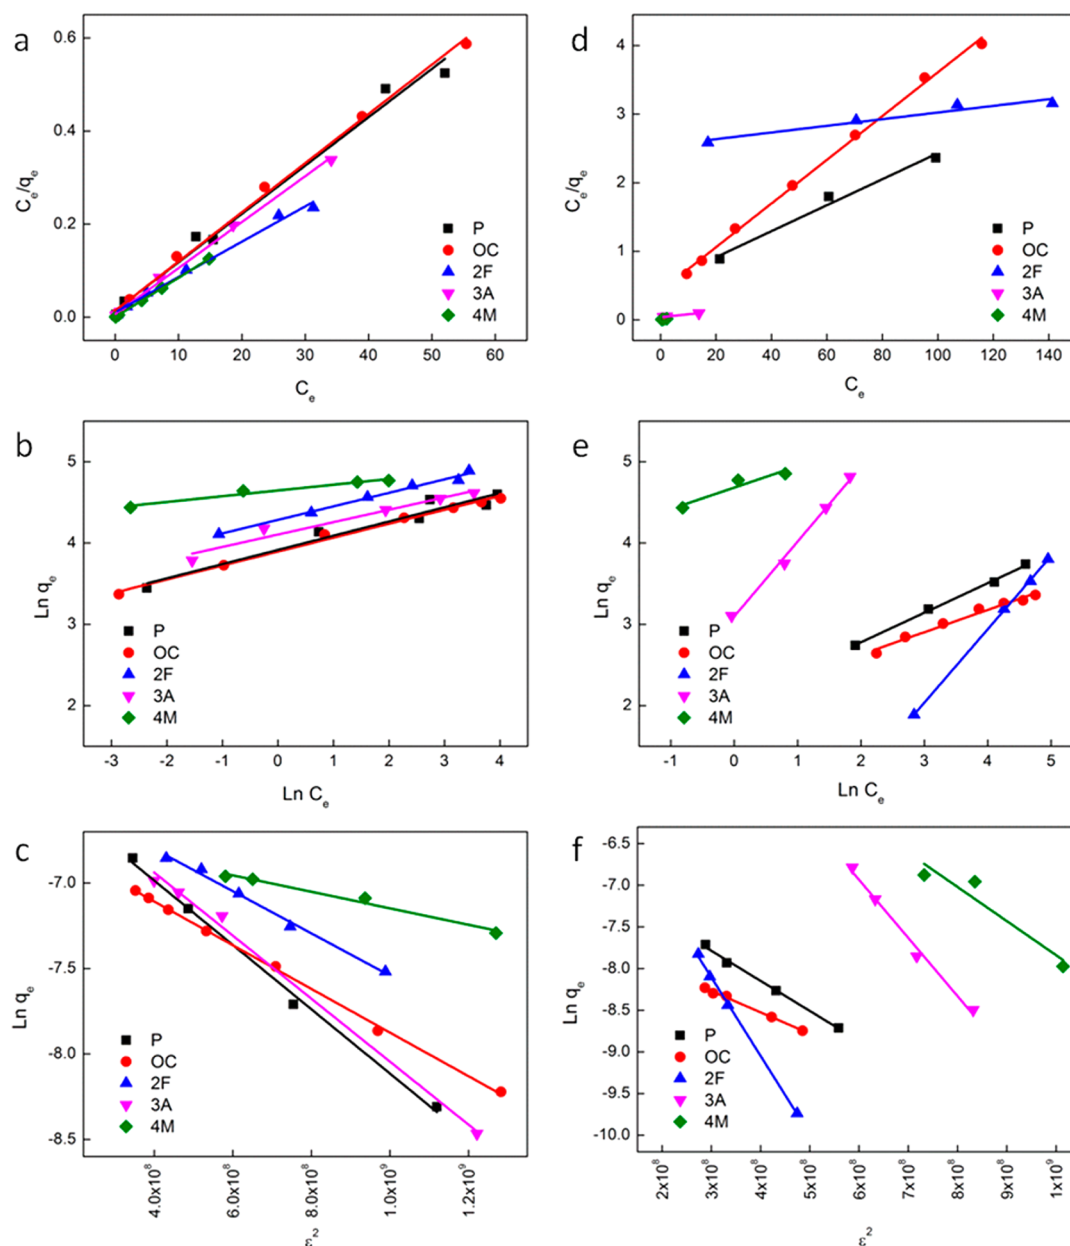 a
0.6
0.4
0.2
0.0
Ce/qe
P
OC
2F
3A
4M
0 10 20 30 40 50 60
Ce
d
4
3
2
1
0
Ce/qe
P
OC
2F
3A
4M
0 20 40 60 80 100 120 140
Ce
b
5
4
3
2
Ln qe
P
OC
2F
3A
4M
-3 -2 -1 0 1 2 3 4
Ln Ce
e
5
4
3
2
Ln qe
P
OC
2F
3A
4M
-1 0 1 2 3 4 5
Ln Ce
c
-7.0
-7.5
-8.0
-8.5
Ln qe
P
OC
2F
3A
4M
4.0x10⁸ 6.0x10⁸ 8.0x10⁸ 1.0x10⁹ 1.2x10⁹
ε²
f
-6.5
-7.0
-7.5
-8.0
-8.5
-9.0
-9.5
-10.0
Ln qe
P
OC
2F
3A
4M
2x10⁸ 3x10⁸ 4x10⁸ 5x10⁸ 6x10⁸ 7x10⁸ 8x10⁸ 9x10⁸ 1x10⁹
ε²